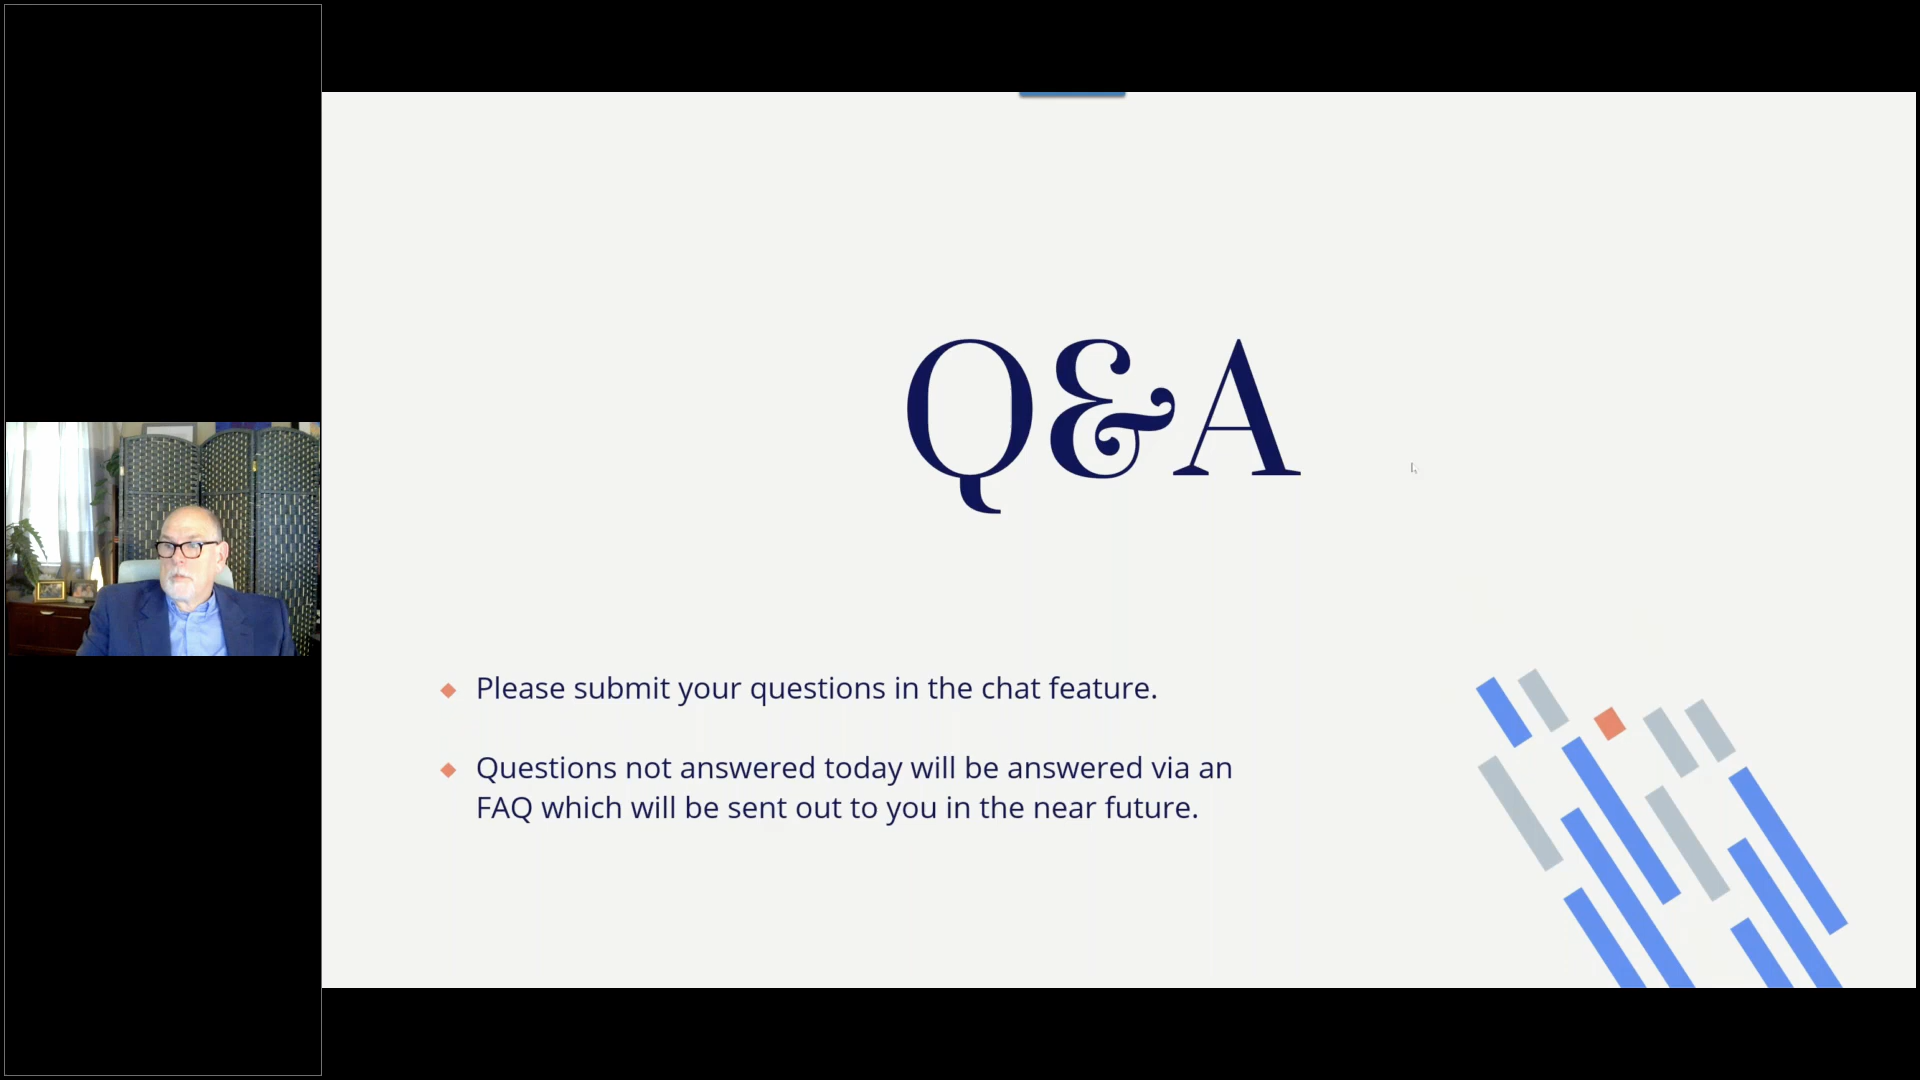 Q&A
Please submit your questions in the chat feature.
Questions not answered today will be answered via an
FAQ which will be sent out to you in the near future.